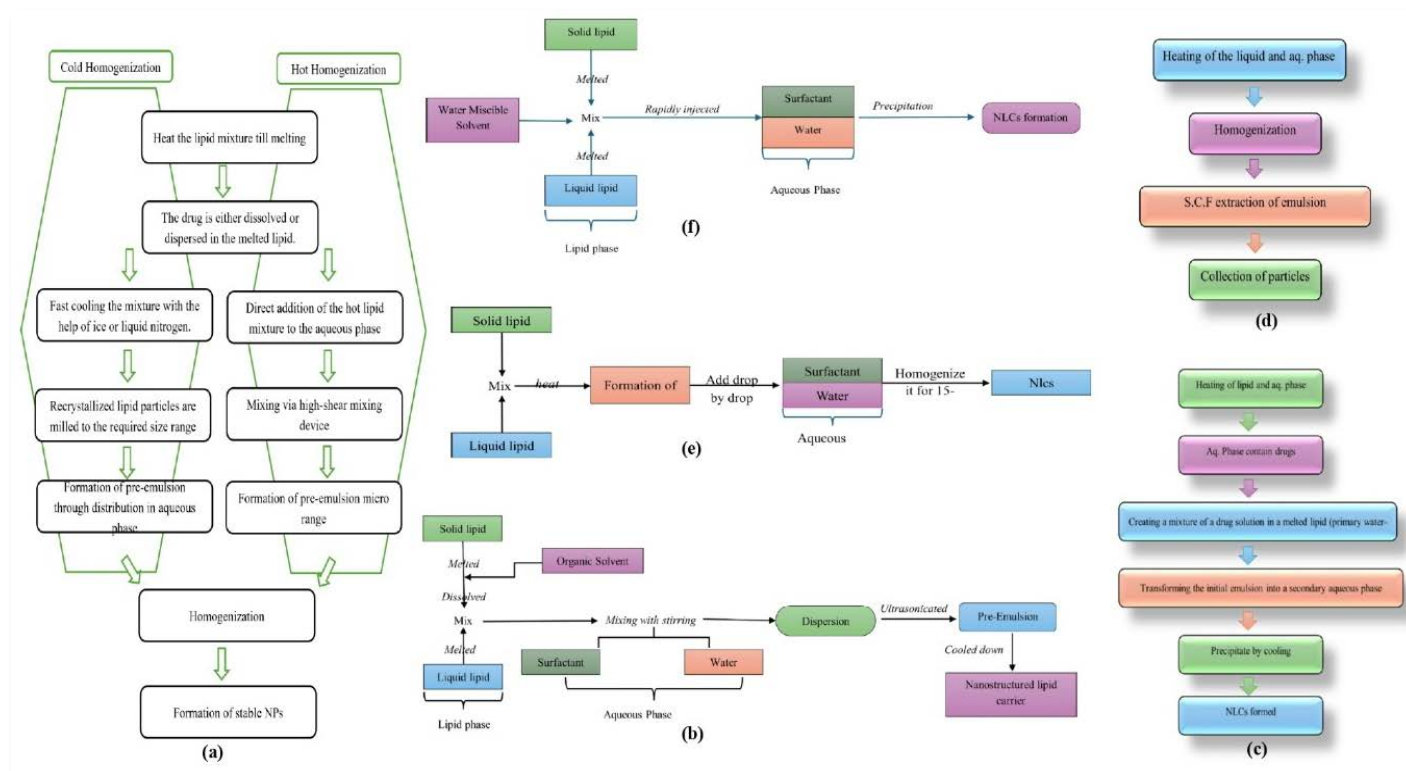 Cold Homogenization
Hot Homogenization
Heat the lipid mixture till melting
The drug is either dissolved or
dispersed in the melted lipid.
Fast cooling the mixture with the
help of ice or liquid nitrogen.
Direct addition of the hot lipid
mixture to the aqueous phase
Recrystallized lipid particles are
milled to the required size range
Mixing via high-shear mixing
device
Formation of pre-emulsion
through distribution in aqueous
phase
Formation of pre-emulsion micro
range
Homogenization
Formation of stable NPs
(a)
Solid lipid
Melted
Water Miscible
Solvent
Mix
Rapidly injected
Surfactant
Water
Precipitation
NLCs formation
Melted
Liquid lipid
Aqueous Phase
Lipid phase
(f)
Solid lipid
Mix
heat
Formation of
Add drop
by drop
Surfactant
Water
Homogenize
it for 15-
Nlcs
Liquid lipid
Aqueous
(e)
Solid lipid
Melted
Organic Solvent
Dissolved
Mix
Mixing with stirring
Dispersion
Ultrasonicated
Pre-Emulsion
Melted
Surfactant
Water
Cooled down
Liquid lipid
Nanostructured lipid
carrier
Lipid phase
Aqueous Phase
(b)
Heating of the liquid and aq. phase
Homogenization
S.C.F extraction of emulsion
Collection of particles
(d)
Heating of lipid and aq. phase
Aq. Phase contain drugs
Creating a mixture of a drug solution in a melted lipid (primary water-
Transforming the initial emulsion into a secondary aqueous phase
Precipitate by cooling
NLCs formed
(c)